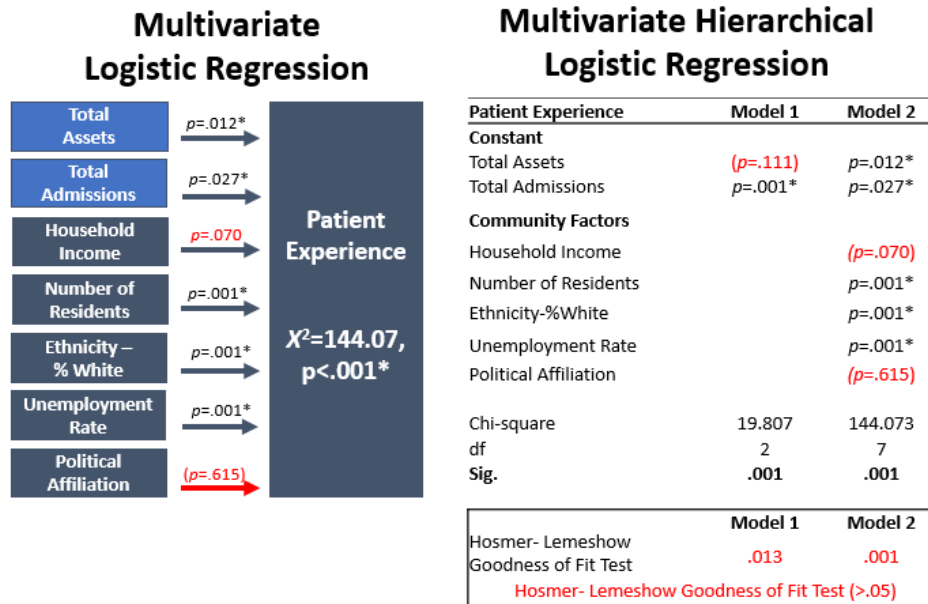 Multivariate
Logistic Regression
Total
Assets
p=.012*
Total
Admissions
p=.027*
Household
Income
p=.070
Number of
Residents
p=.001*
Ethnicity –
% White
p=.001*
Unemployment
Rate
p=.001*
Political
Affiliation
(p=.615)
Patient
Experience
X²=144.07,
p<.001*
Multivariate Hierarchical
Logistic Regression
Patient Experience Model 1 Model 2
Constant
Total Assets (p=.111) p=.012*
Total Admissions p=.001* p=.027*
Community Factors
Household Income (p=.070)
Number of Residents p=.001*
Ethnicity-%White p=.001*
Unemployment Rate p=.001*
Political Affiliation (p=.615)
Chi-square 19.807 144.073
df 2 7
Sig. .001 .001
Model 1 Model 2
Hosmer- Lemeshow
Goodness of Fit Test .013 .001
Hosmer- Lemeshow Goodness of Fit Test (>.05)